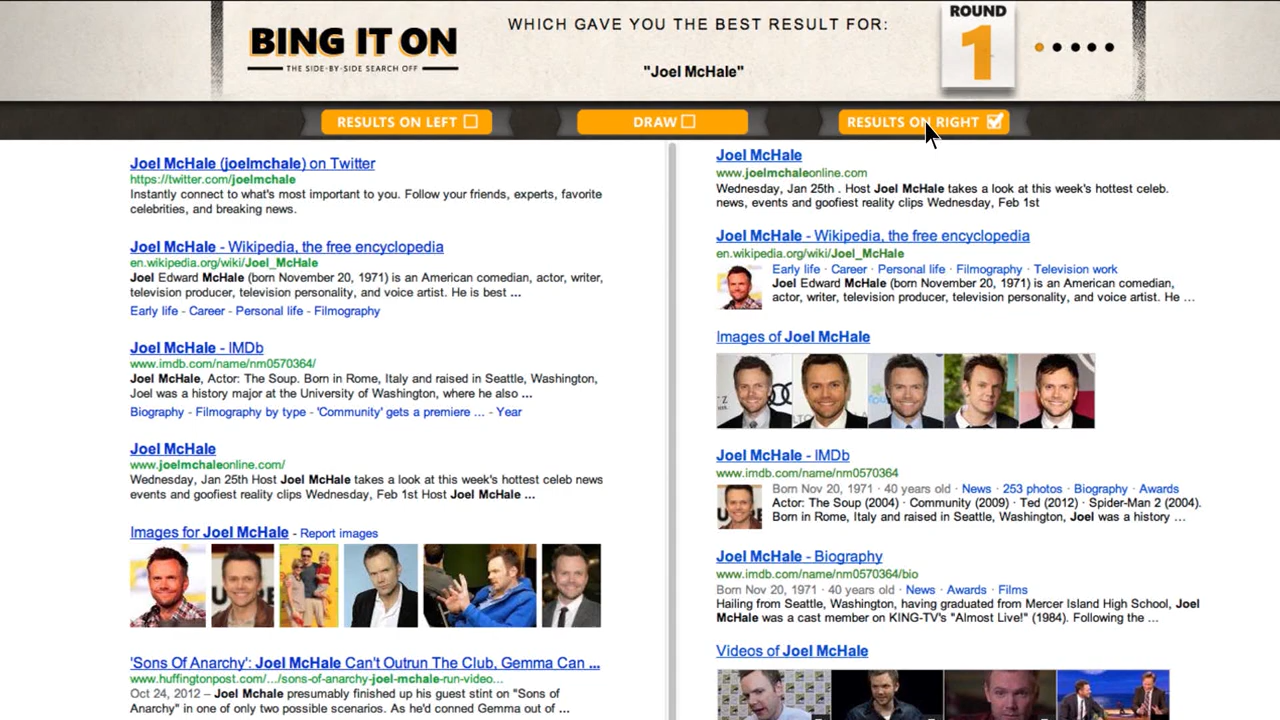 BING IT ON
THE SIDE-BY-SIDE SEARCH OFF
WHICH GAVE YOU THE BEST RESULT FOR:
"Joel McHale"
ROUND
1
RESULTS ON LEFT
DRAW
RESULTS ON RIGHT
Joel McHale (joelmchale) on Twitter
https://twitter.com/joelmchale
Instantly connect to what's most important to you. Follow your friends, experts, favorite
celebrities, and breaking news.
Joel McHale - Wikipedia, the free encyclopedia
en.wikipedia.org/wiki/Joel_McHale
Joel Edward McHale (born November 20, 1971) is an American comedian, actor, writer,
television producer, television personality, and voice artist. He is best ...
Early life - Career - Personal life - Filmography
Joel McHale - IMDb
www.imdb.com/name/nm0570364/
Joel McHale, Actor: The Soup. Born in Rome, Italy and raised in Seattle, Washington,
Joel was a history major at the University of Washington, where he also ...
Biography - Filmography by type - 'Community' gets a premiere ... - Year
Joel McHale
www.joelmchaleonline.com/
Wednesday, Jan 25th Host Joel McHale takes a look at this week's hottest celeb news
events and goofiest reality clips Wednesday, Feb 1st Host Joel McHale ...
Images for Joel McHale - Report images
'Sons Of Anarchy': Joel McHale Can't Outrun The Club, Gemma Can ...
www.huffingtonpost.com/.../sons-of-anarchy-joel-mchale-run-video...
Oct 24, 2012 – Joel Mchale presumably finished up his guest stint on "Sons of
Anarchy" in one of only two possible scenarios. As he'd conned Gemma out of ...
Joel McHale
www.joelmchaleonline.com
Wednesday, Jan 25th . Host Joel McHale takes a look at this week's hottest celeb.
news, events and goofiest reality clips Wednesday, Feb 1st
Joel McHale - Wikipedia, the free encyclopedia
en.wikipedia.org/wiki/Joel_McHale
Early life · Career · Personal life · Filmography · Television work
Joel Edward McHale (born November 20, 1971) is an American comedian,
actor, writer, television producer, television personality, and voice artist. He ...
Images of Joel McHale
Joel McHale - IMDb
www.imdb.com/name/nm0570364
Born Nov 20, 1971 · 40 years old · News · 253 photos · Biography · Awards
Actor: The Soup (2004) · Community (2009) · Ted (2012) · Spider-Man 2 (2004).
Born in Rome, Italy and raised in Seattle, Washington, Joel was a history ...
Joel McHale - Biography
www.imdb.com/name/nm0570364/bio
Born Nov 20, 1971 · 40 years old · News · Awards · Films
Hailing from Seattle, Washington, having graduated from Mercer Island High School, Joel
McHale was a cast member on KING-TV's "Almost Live!" (1984). Following the ...
Videos of Joel McHale